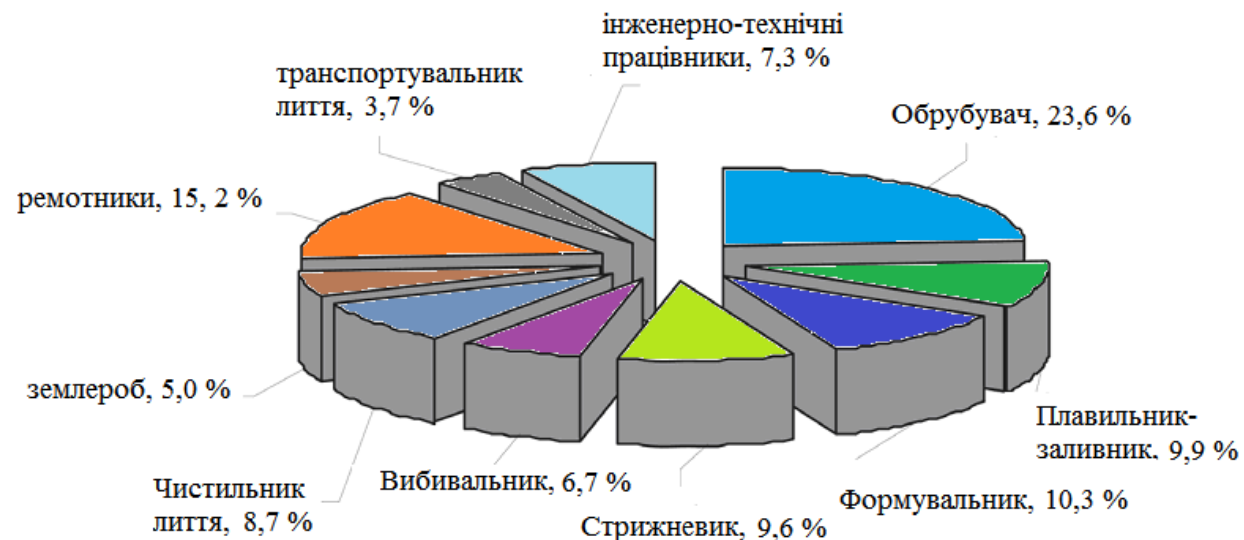 інженерно-технічні
працівники, 7,3 %
транспортувальник
лиття, 3,7 %
Обрубувач, 23,6 %
ремотники, 15, 2 %
землероб, 5,0 %
Плавильник-
заливник. 9,9 %
Чистильник
лиття, 8,7 %
Вибивальник, 6,7 %
Формувальник, 10,3 %
Стрижневик, 9,6 %